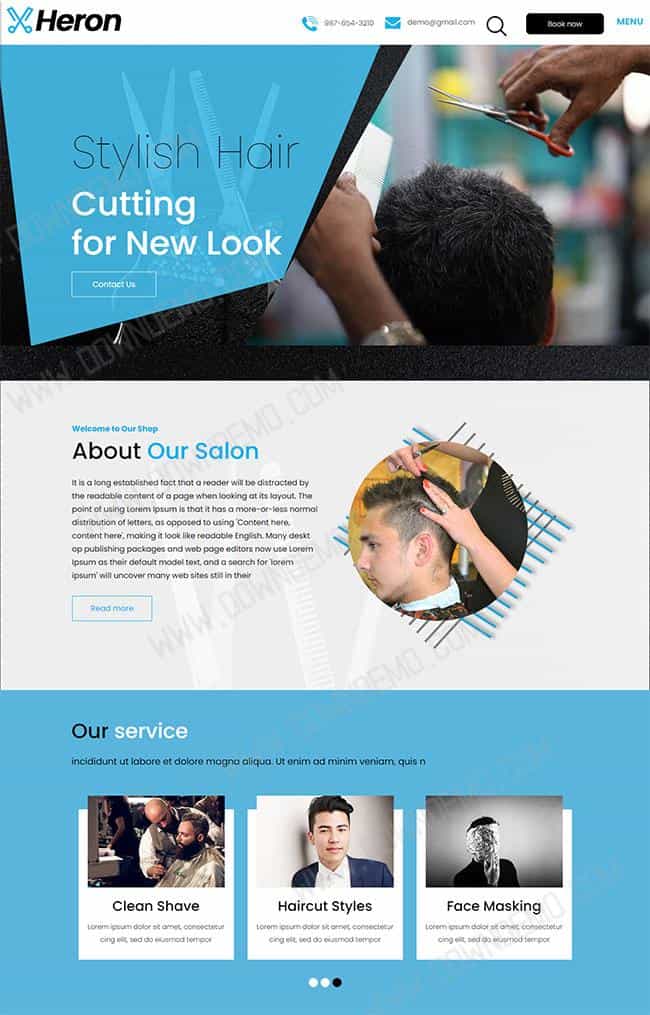 Heron
987-654-3210
demo@gmail.com
Book now
MENU
Stylish Hair
Cutting
for New Look
Contact Us
Welcome to Our Shop
About Our Salon
It is a long established fact that a reader will be distracted by
the readable content of a page when looking at its layout. The
point of using Lorem Ipsum is that it has a more-or-less normal
distribution of letters, as opposed to using 'Content here,
content here', making it look like readable English. Many deskt
op publishing packages and web page editors now use Lorem
Ipsum as their default model text, and a search for 'lorem
ipsum' will uncover many web sites still in their
Read more
Our service
incididunt ut labore et dolore magna aliqua. Ut enim ad minim veniam, quis n
Clean Shave
Lorem ipsum dolor sit amet, consectetur
cing elit, sed do eiusmod tempor
Haircut Styles
Lorem ipsum dolor sit amet, consectetur
cing elit, sed do eiusmod tempor
Face Masking
Lorem ipsum dolor sit amet, consectetur
cing elit, sed do eiusmod tempor
WWW.DOWNDEMO.COM